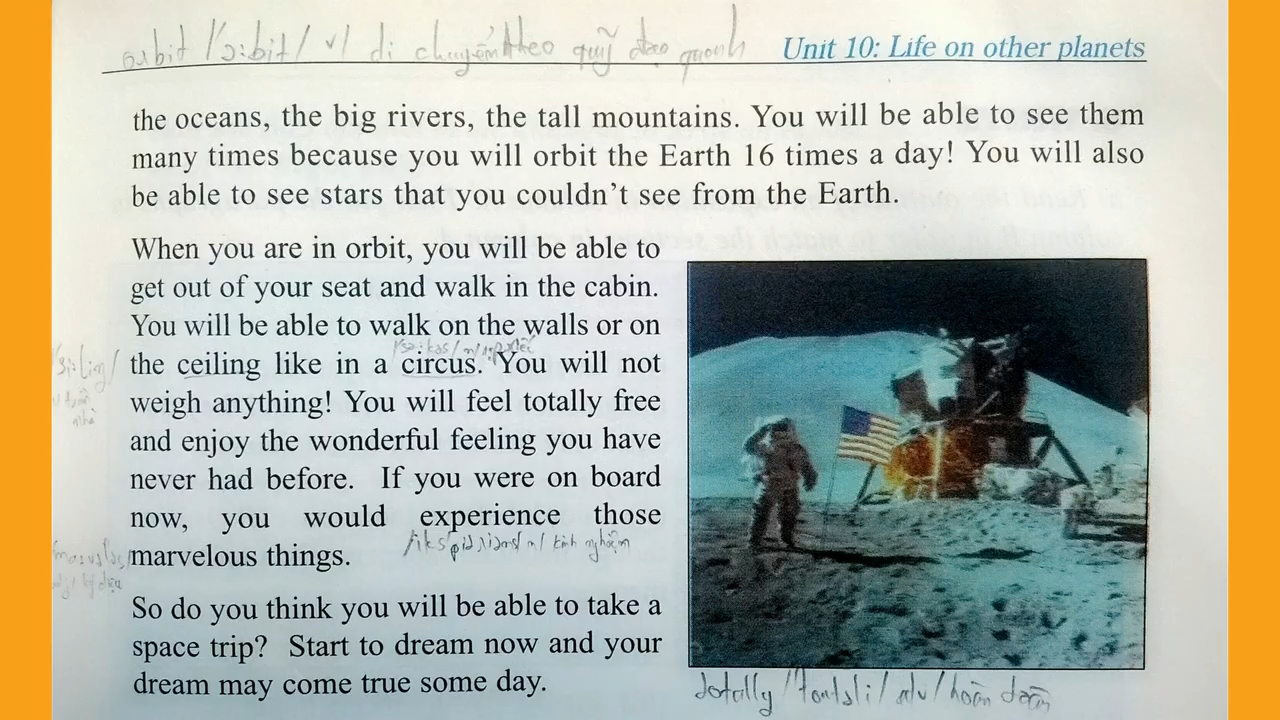 orbit /'ɔ:bit/ v/ di chuyển theo quỹ đạo quanh
Unit 10: Life on other planets
the oceans, the big rivers, the tall mountains. You will be able to see them
many times because you will orbit the Earth 16 times a day! You will also
be able to see stars that you couldn't see from the Earth.
When you are in orbit, you will be able to
get out of your seat and walk in the cabin.
You will be able to walk on the walls or on
the ceiling like in a circus. You will not
weigh anything! You will feel totally free
and enjoy the wonderful feeling you have
never had before. If you were on board
now, you would experience those
marvelous things.
kinh nghiệm
So do you think you will be able to take a
space trip? Start to dream now and your
dream may come true some day.
totally /'toutəli/ adv/ hoàn toàn